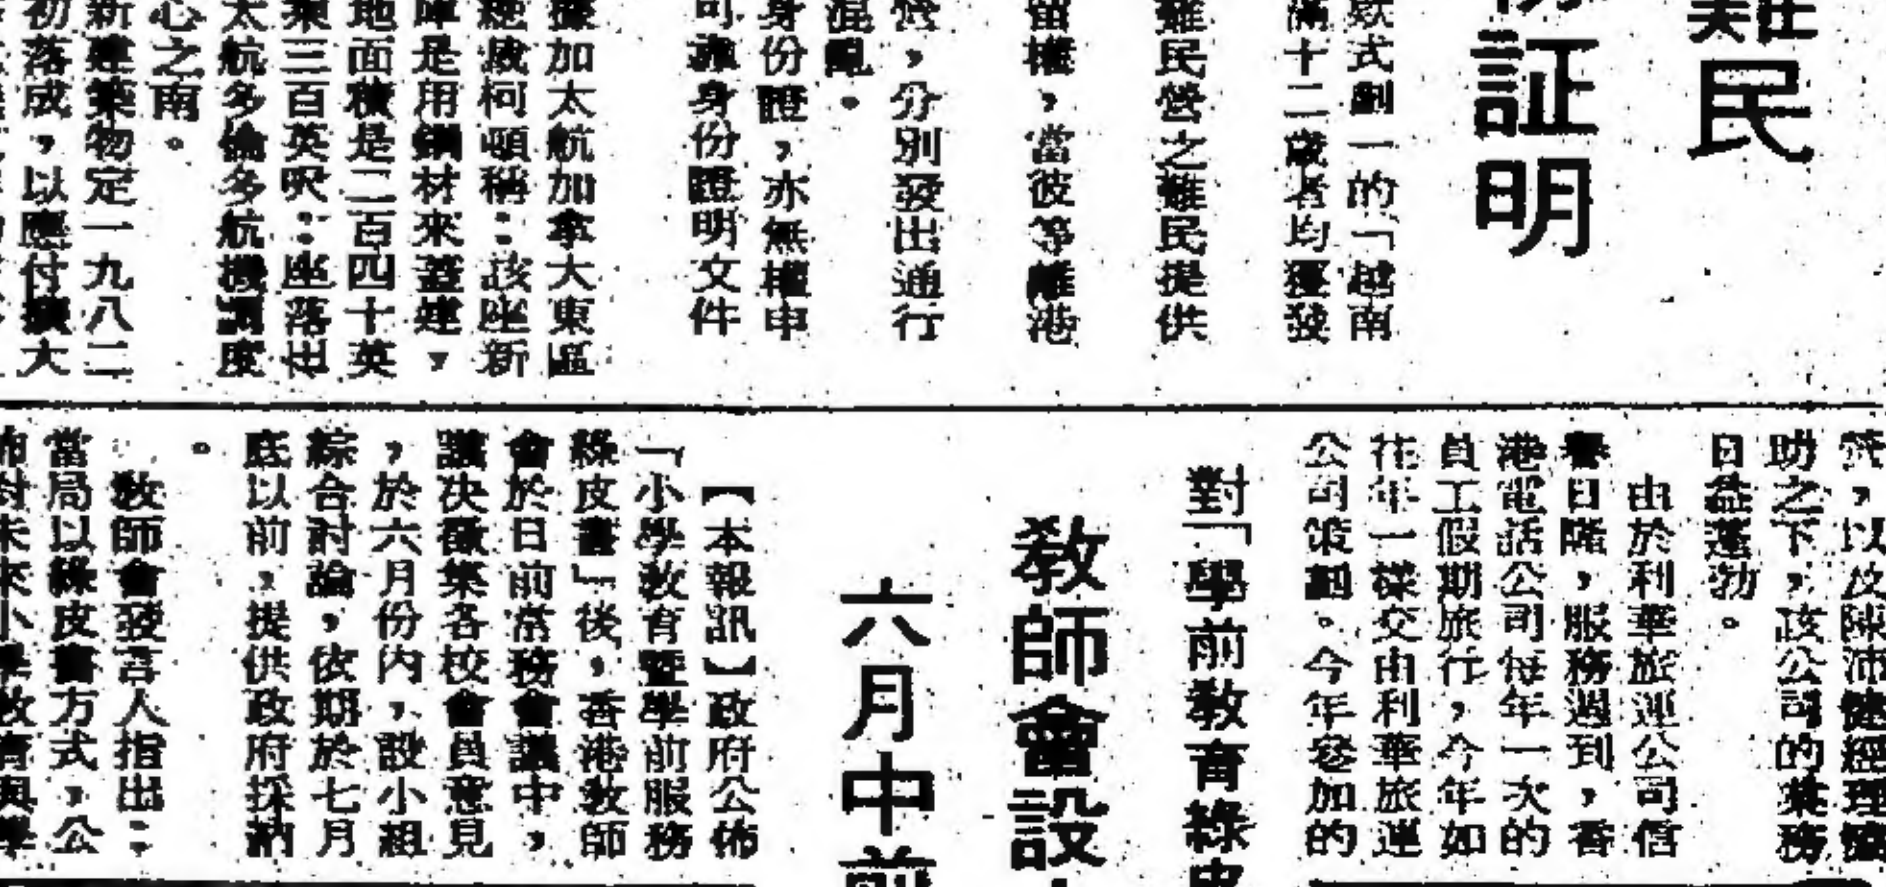 難民
証明
欵式劃一的「越南
滿十二歲者均獲發
難民營之難民提供
留權，當彼等離港
營，分別發出通行
混亂。
身份證，亦無權申
司非身份證明文件
據加太航加拿大東區
總裁柯頓稱：該座新
庫是用鋼材來蓋建，
地面積是二百四十英
乘三百英呎：座落
太航多倫多航機調度
心之南。
新建築物定一九八二
初落成，以應付擴大
營，以及陳沛
助之下，該公司的業務
日益蓬勃。
由於利華旅運公司信
譽日隆，服務週到，香
港電話公司每年一次的
員工假期旅行，今年如
往年一樣交由利華旅運
公司策劃。今年參加的
對「學前教育綠皮
教師會設
六月中前
【本報訊】政府公佈
「小學教育暨學前服務
綠皮書」後，香港教師
會於日前常務會議中，
議決徵集各校會員意見
，於六月份內，設小組
綜合討論，依期於七月
底以前，提供政府採納
。
教師會發言人指出：
當局以綠皮書方式，公
佈對未來小學教育與學